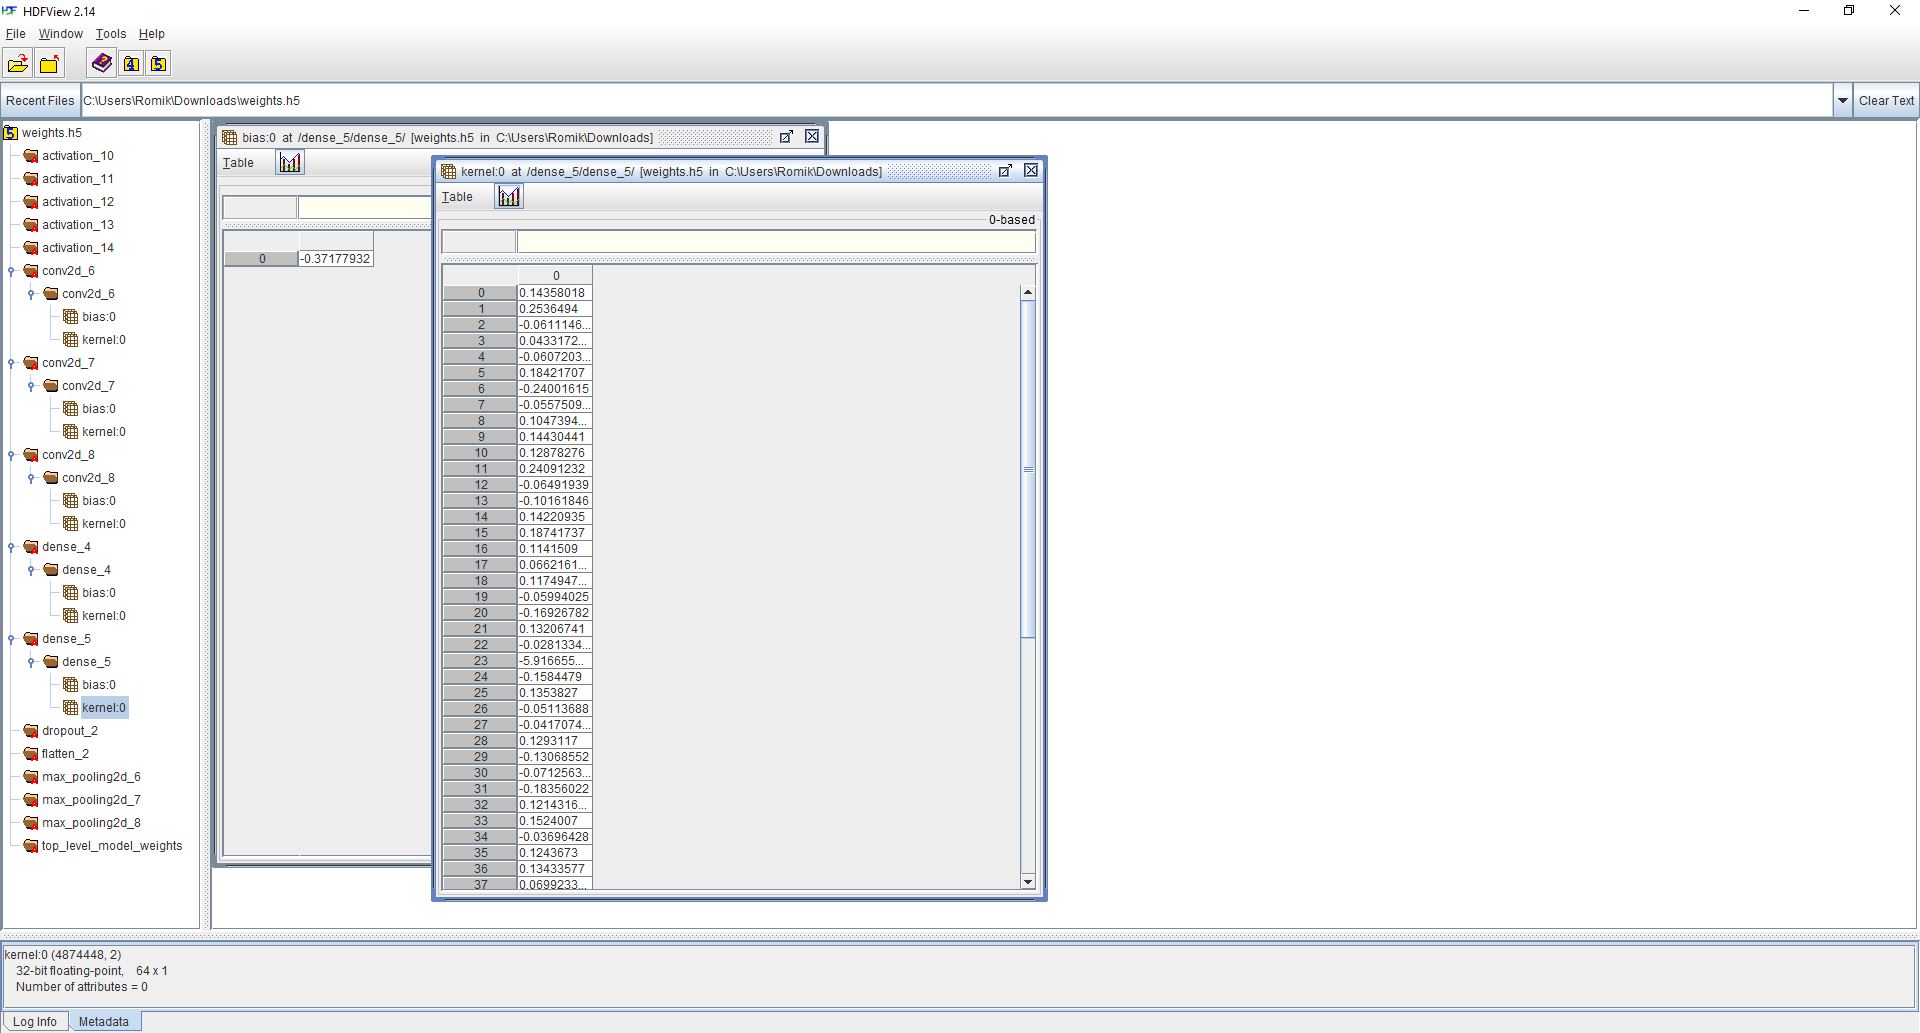 HDFView 2.14
File Window Tools Help
Recent Files C:\Users\Romik\Downloads\weights.h5 Clear Text
weights.h5
activation_10
activation_11
activation_12
activation_13
activation_14
conv2d_6
conv2d_6
bias:0
kernel:0
conv2d_7
conv2d_7
bias:0
kernel:0
conv2d_8
conv2d_8
bias:0
kernel:0
dense_4
dense_4
bias:0
kernel:0
dense_5
dense_5
bias:0
kernel:0
dropout_2
flatten_2
max_pooling2d_6
max_pooling2d_7
max_pooling2d_8
top_level_model_weights
bias:0 at /dense_5/dense_5/ [weights.h5 in C:\Users\Romik\Downloads]
Table
0 -0.37177932
kernel:0 at /dense_5/dense_5/ [weights.h5 in C:\Users\Romik\Downloads]
Table
0-based
0
0 0.14358018
1 0.2536494
2 -0.0611146...
3 0.0433172...
4 -0.0607203...
5 0.18421707
6 -0.24001615
7 -0.0557509...
8 0.1047394...
9 0.14430441
10 0.12878276
11 0.24091232
12 -0.06491939
13 -0.10161846
14 0.14220935
15 0.18741737
16 0.1141509
17 0.0662161...
18 0.1174947...
19 -0.05994025
20 -0.16926782
21 0.13206741
22 -0.0281334...
23 -5.916655...
24 -0.1584479
25 0.1353827
26 -0.05113688
27 -0.0417074...
28 0.1293117
29 -0.13068552
30 -0.0712563...
31 -0.18356022
32 0.1214316...
33 0.1524007
34 -0.03696428
35 0.1243673
36 0.13433577
37 0.0699233...
kernel:0 (4874448, 2)
32-bit floating-point, 64 x 1
Number of attributes = 0
Log Info Metadata